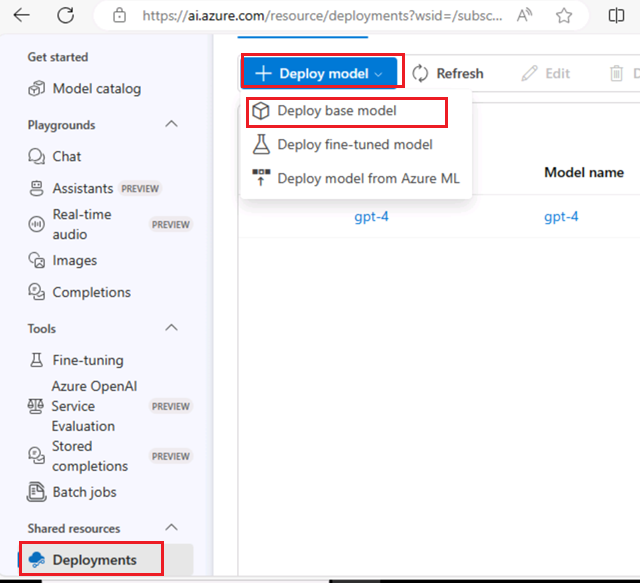 https://ai.azure.com/resource/deployments?wsid=/subsc...
Get started
Model catalog
Playgrounds
Chat
Assistants PREVIEW
Real-time
audio
PREVIEW
Images
Completions
Tools
Fine-tuning
Azure OpenAI
Service
Evaluation
PREVIEW
Stored
completions
PREVIEW
Batch jobs
Shared resources
Deployments
Deploy model
Refresh
Edit
D
Deploy base model
Deploy fine-tuned model
Deploy model from Azure ML
Model name
gpt-4
gpt-4